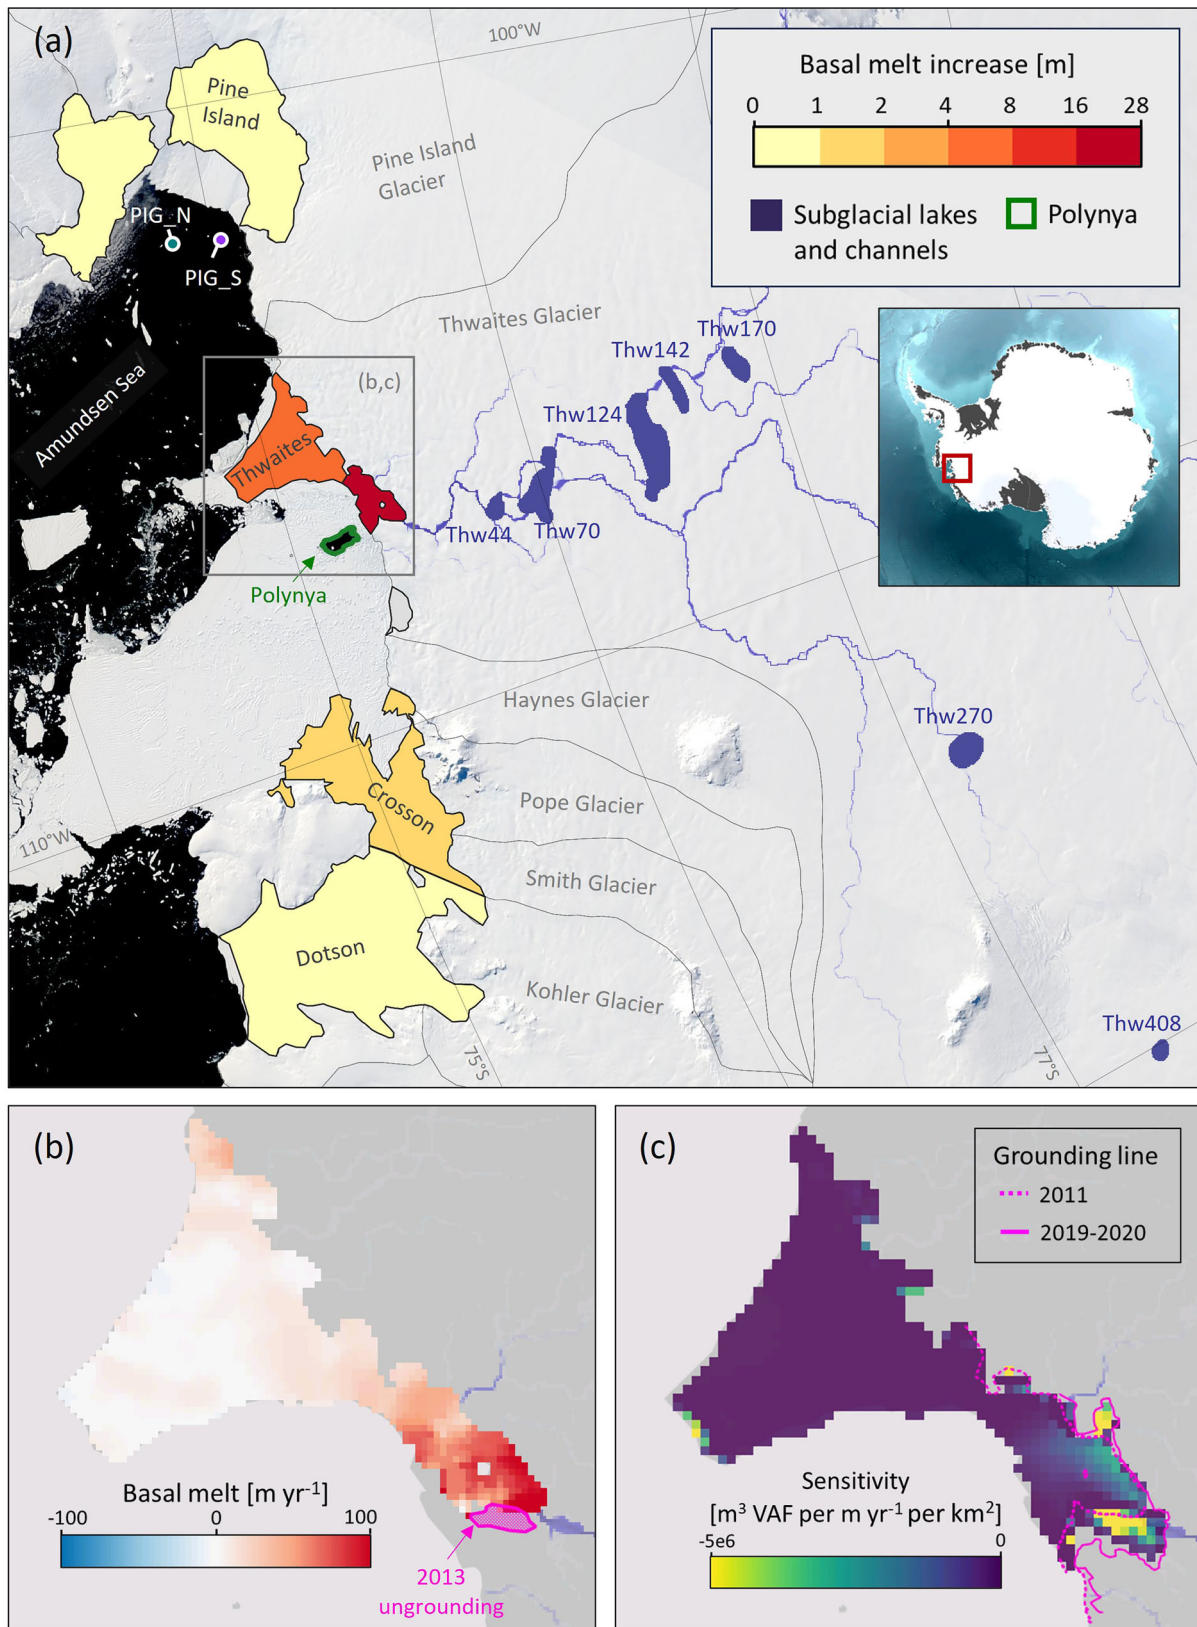 (a)
100°W
Basal melt increase [m]
0 1 2 4 8 16 28
Subglacial lakes
and channels
Polynya
Pine
Island
Pine Island
Glacier
PIG_N
PIG_S
Thwaites Glacier
Thw170
Thw142
Thw124
(b,c)
Amundsen Sea
Thwaites
Thw44
Thw70
Polynya
Haynes Glacier
Thw270
Crosson
Pope Glacier
110°W
Smith Glacier
Dotson
Kohler Glacier
Thw408
75°S
77°S
(b)
Basal melt [m yr⁻¹]
-100 0 100
2013
ungrounding
(c)
Grounding line
2011
2019-2020
Sensitivity
[m³ VAF per m yr⁻¹ per km²]
-5e6 0